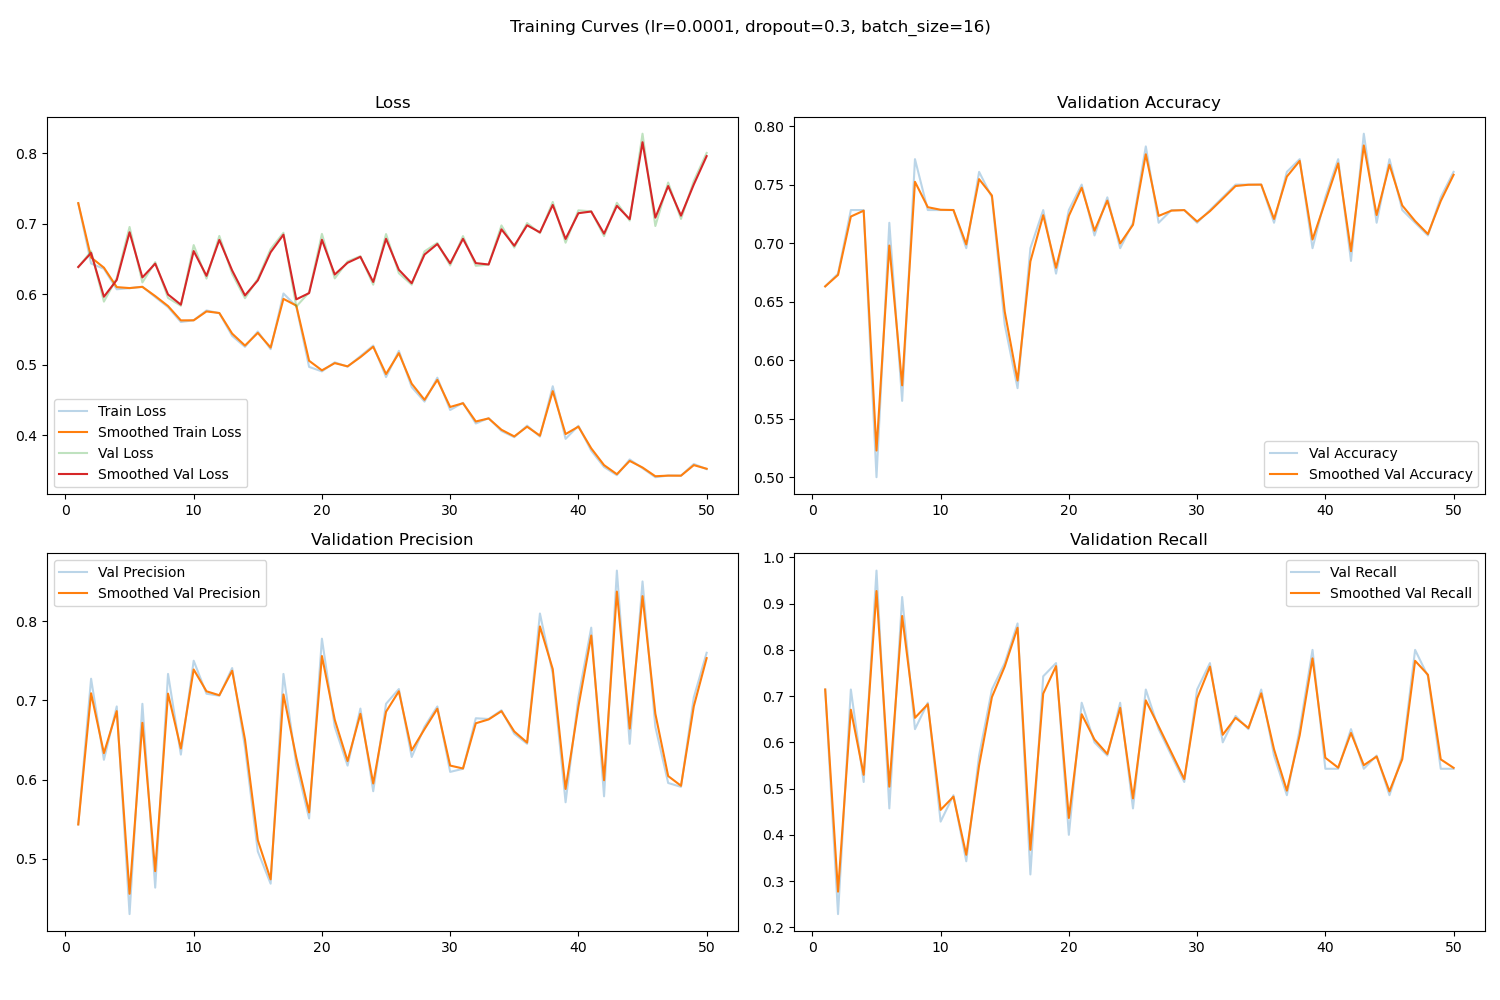 Training Curves (lr=0.0001, dropout=0.3, batch_size=16)
Loss
0.8
0.7
0.6
0.5
0.4
Train Loss
Smoothed Train Loss
Val Loss
Smoothed Val Loss
0 10 20 30 40 50
Validation Accuracy
0.80
0.75
0.70
0.65
0.60
0.55
0.50
Val Accuracy
Smoothed Val Accuracy
0 10 20 30 40 50
Validation Precision
Val Precision
Smoothed Val Precision
0.8
0.7
0.6
0.5
0 10 20 30 40 50
Validation Recall
1.0
Val Recall
Smoothed Val Recall
0.9
0.8
0.7
0.6
0.5
0.4
0.3
0.2
0 10 20 30 40 50